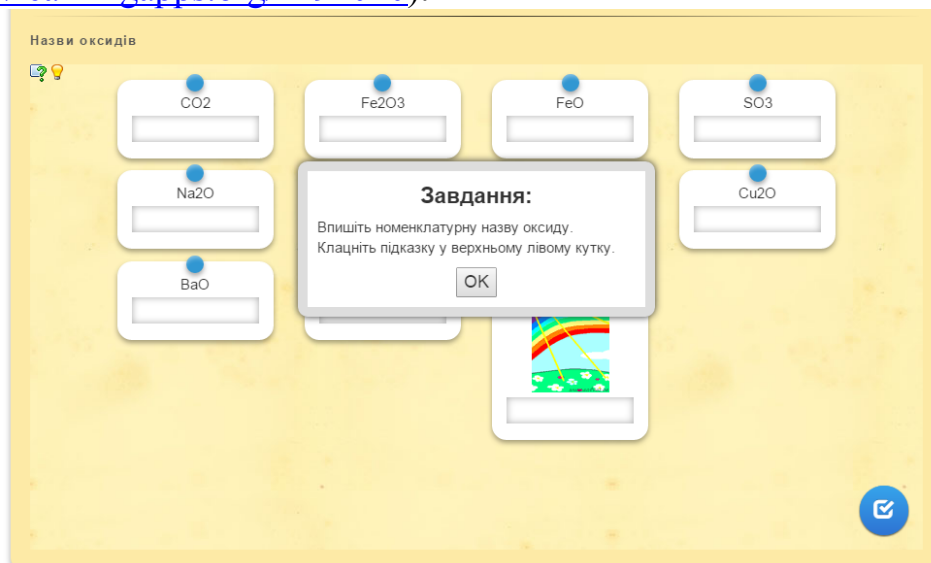 Назви оксидів
CO2
Fe2O3
FeO
SO3
Na2O
Cu2O
Завдання:
Впишіть номенклатурну назву оксиду.
Клацніть підказку у верхньому лівому кутку.
OK
BaO